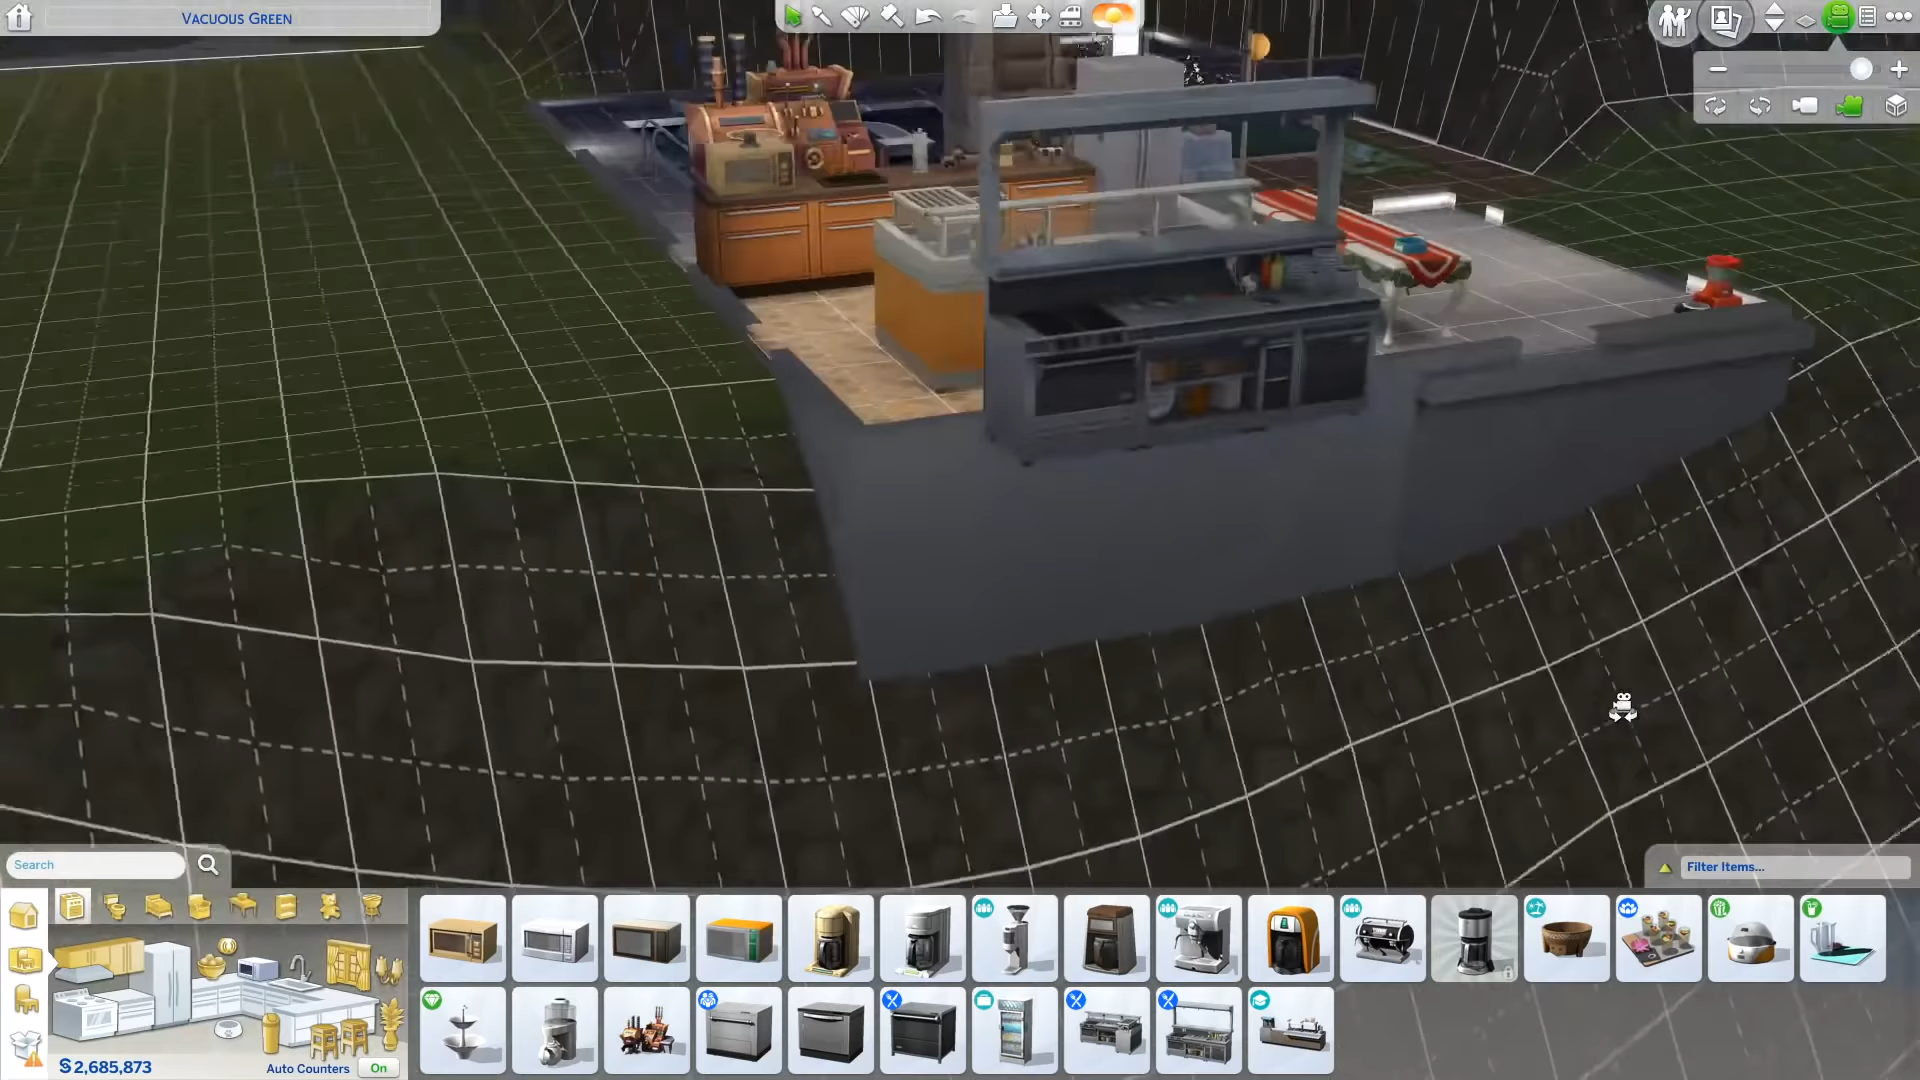 Vacuous Green
Search
Filter Items...
§2,685,873
Auto Counters On